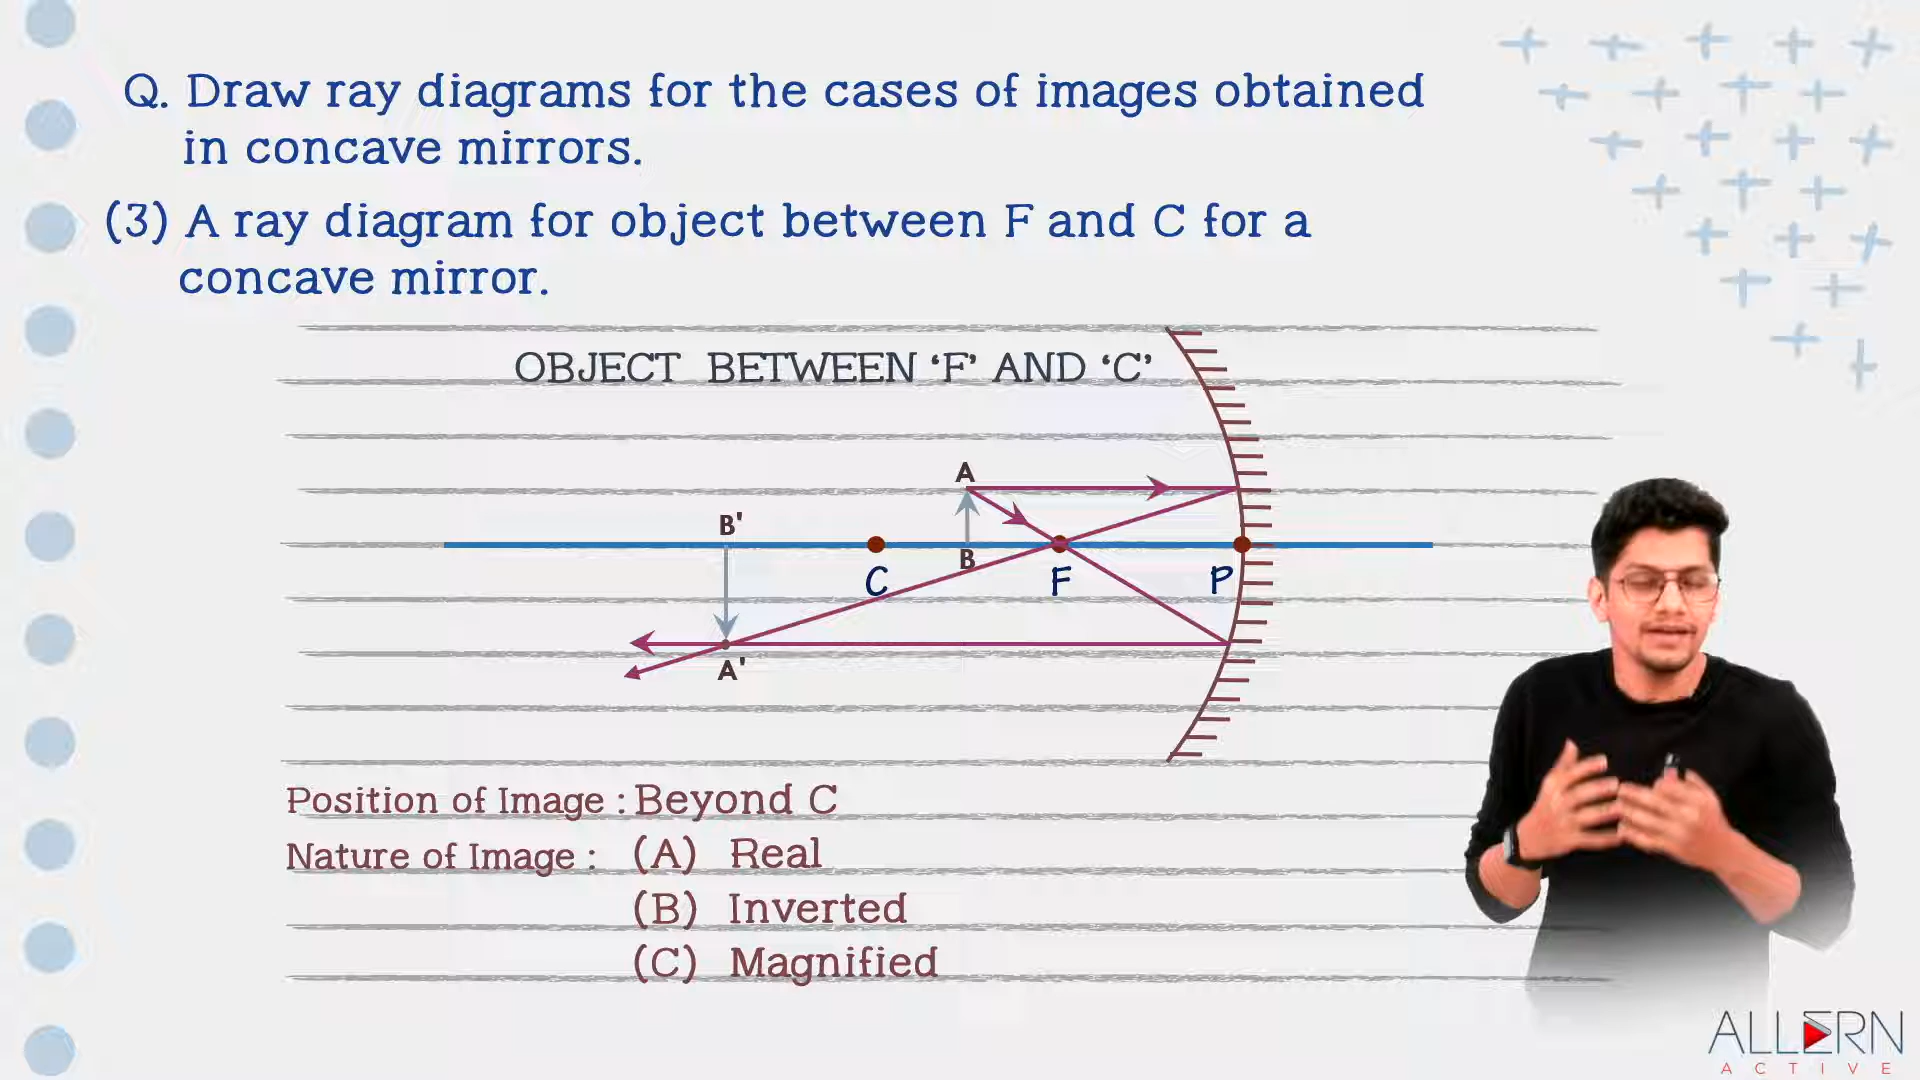 Q. Draw ray diagrams for the cases of images obtained
in concave mirrors.
(3) A ray diagram for object between F and C for a
concave mirror.
OBJECT BETWEEN ‘F’ AND ‘C’
A
B'
B
C
F
P
A'
Position of Image : Beyond C
Nature of Image : (A) Real
(B) Inverted
(C) Magnified
ALLERN
ACTIVE